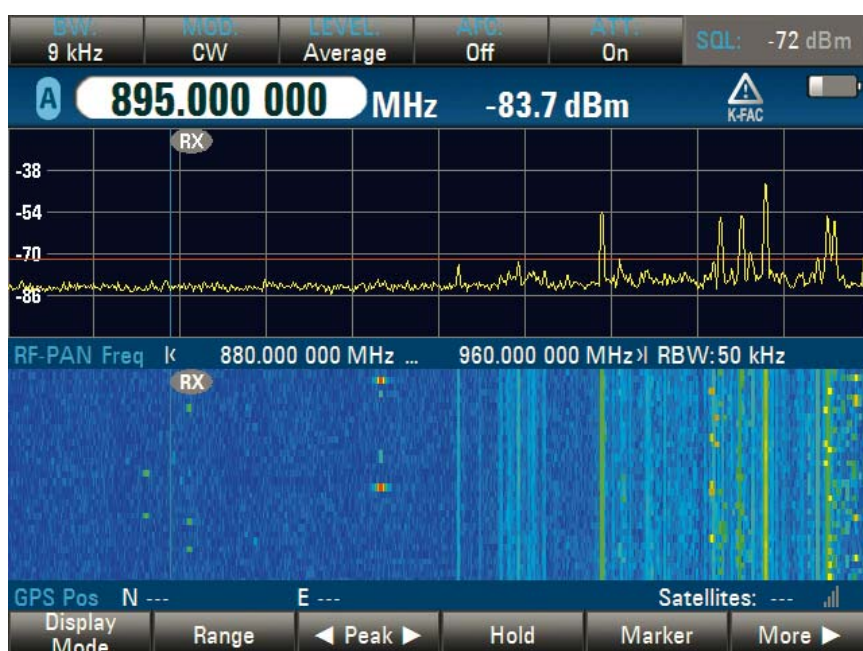 BW: MOD: LEVEL: AFC: ATT: SQL: -72 dBm
9 kHz CW Average Off On
A 895.000 000 MHz -83.7 dBm K-FAC
RX
-38
-54
-70
-86
RF-PAN Freq 880.000 000 MHz ... 960.000 000 MHz RBW:50 kHz
RX
GPS Pos N --- E --- Satellites: ---
Display Mode Range ◀ Peak ▶ Hold Marker More ▶